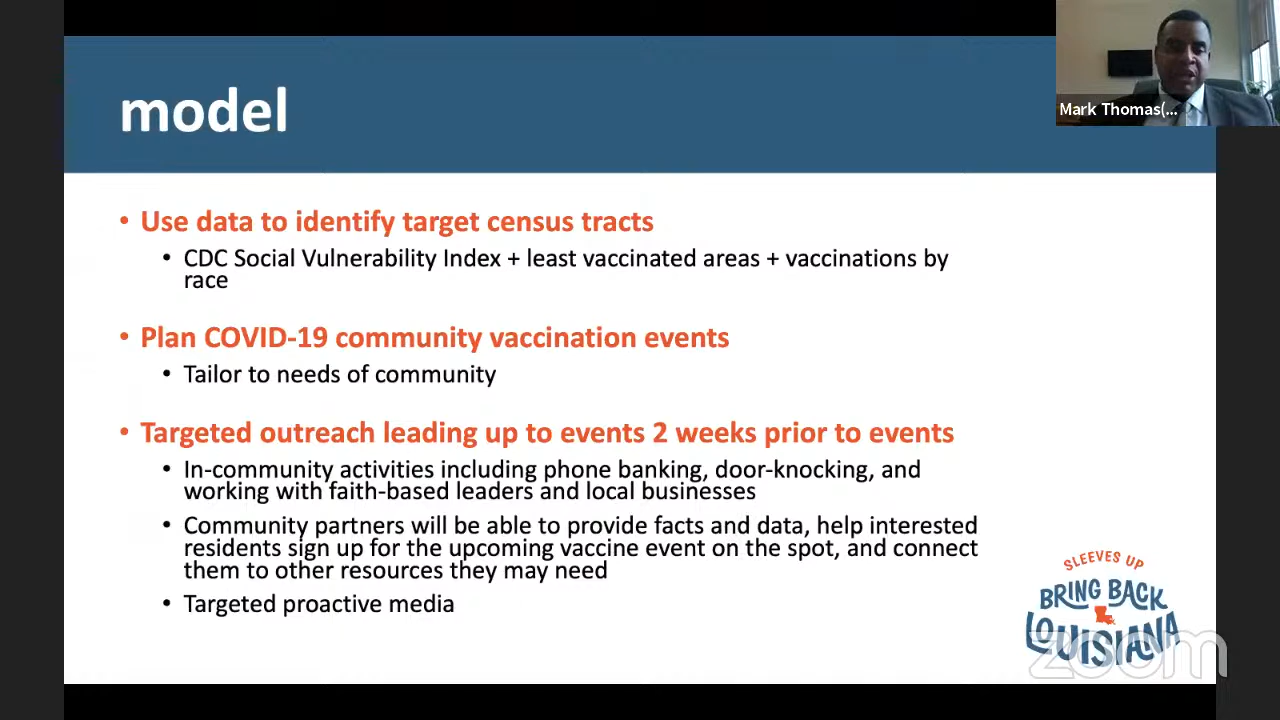 model
Mark Thomas(...
• Use data to identify target census tracts
• CDC Social Vulnerability Index + least vaccinated areas + vaccinations by
race
• Plan COVID-19 community vaccination events
• Tailor to needs of community
• Targeted outreach leading up to events 2 weeks prior to events
• In-community activities including phone banking, door-knocking, and
working with faith-based leaders and local businesses
• Community partners will be able to provide facts and data, help interested
residents sign up for the upcoming vaccine event on the spot, and connect
them to other resources they may need
• Targeted proactive media
SLEEVES UP
BRING BACK
LOUISIANA
zoom